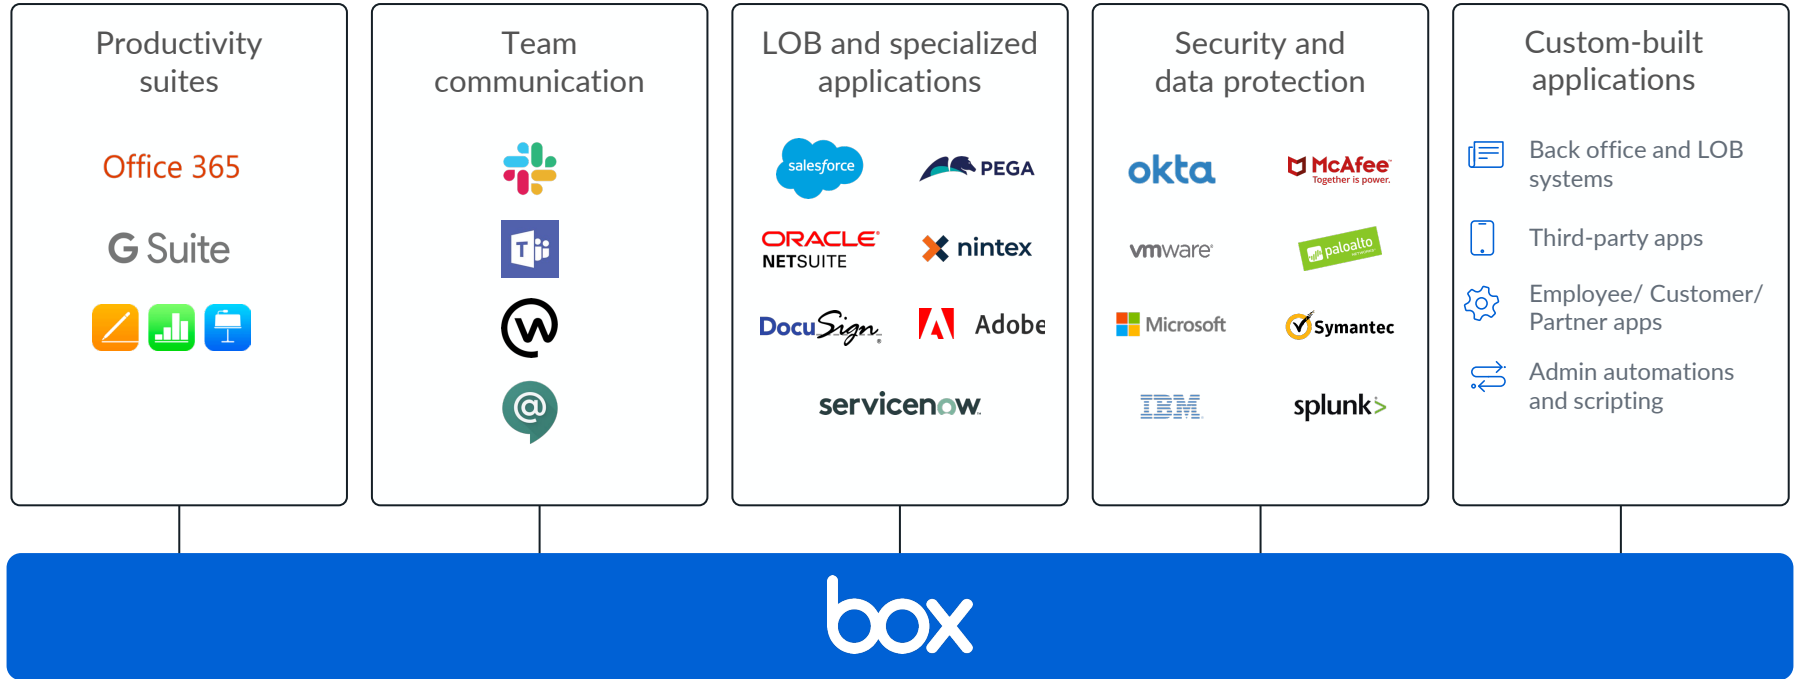 Productivity
suites
Office 365
G Suite
Team
communication
T
W
@
LOB and specialized
applications
salesforce
PEGA
ORACLE®
NETSUITE
nintex
DocuSign®
Adobe
servicenow
Security and
data protection
okta
McAfee™
Together is power.
vmware®
paloalto
NETWORKS
Microsoft
Symantec
IBM
splunk>
Custom-built
applications
Back office and LOB
systems
Third-party apps
Employee/ Customer/
Partner apps
Admin automations
and scripting
box